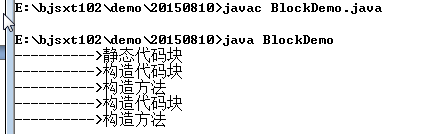 E:\bjsxt102\demo\20150810>javac BlockDemo.java
E:\bjsxt102\demo\20150810>java BlockDemo
---------->静态代码块
---------->构造代码块
---------->构造方法
---------->构造代码块
---------->构造方法